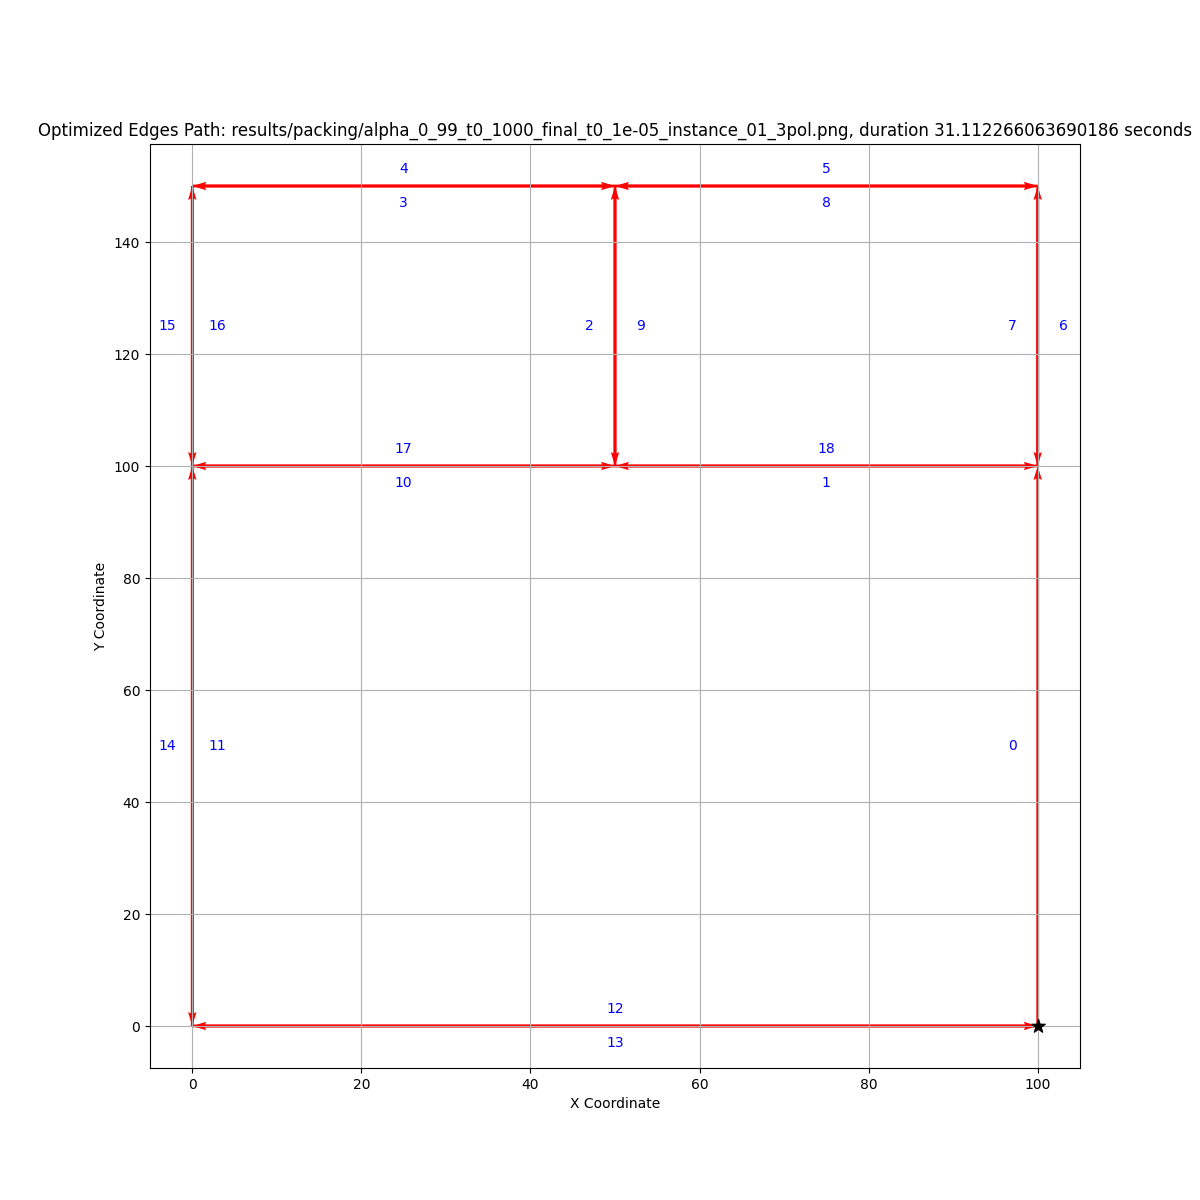 Optimized Edges Path: results/packing/alpha_0_99_t0_1000_final_t0_1e-05_instance_01_3pol.png, duration 31.112266063690186 seconds
4 5
3 8
140
15 16 2 9 7 6
120
17 18
100
10 1
80
Y Coordinate
60
14 11 0
40
20
12
0
13
0 20 40 60 80 100
X Coordinate